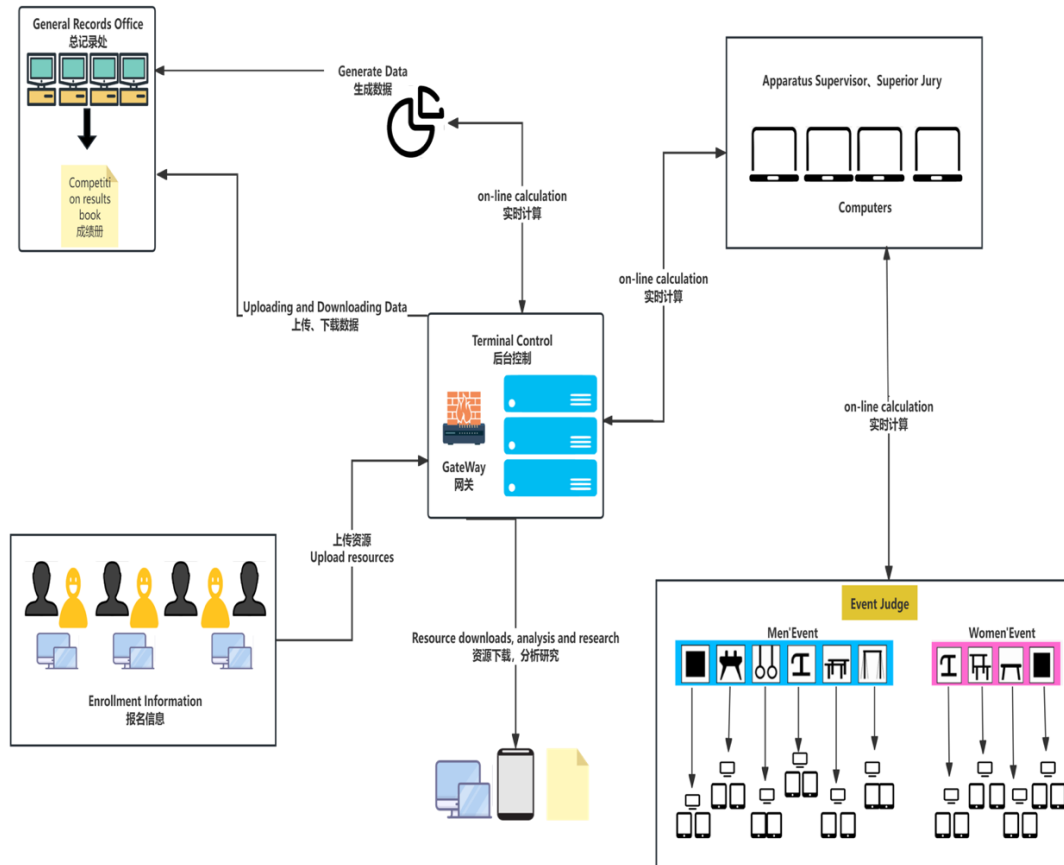 General Records Office
总记录处
Competiti
on results
book
成绩册
Generate Data
生成数据
on-line calculation
实时计算
Apparatus Supervisor、Superior Jury
Computers
on-line calculation
实时计算
Uploading and Downloading Data
上传、下载数据
Terminal Control
后台控制
GateWay
网关
on-line calculation
实时计算
上传资源
Upload resources
Enrollment Information
报名信息
Resource downloads, analysis and research
资源下载，分析研究
Event Judge
Men'Event
Women'Event